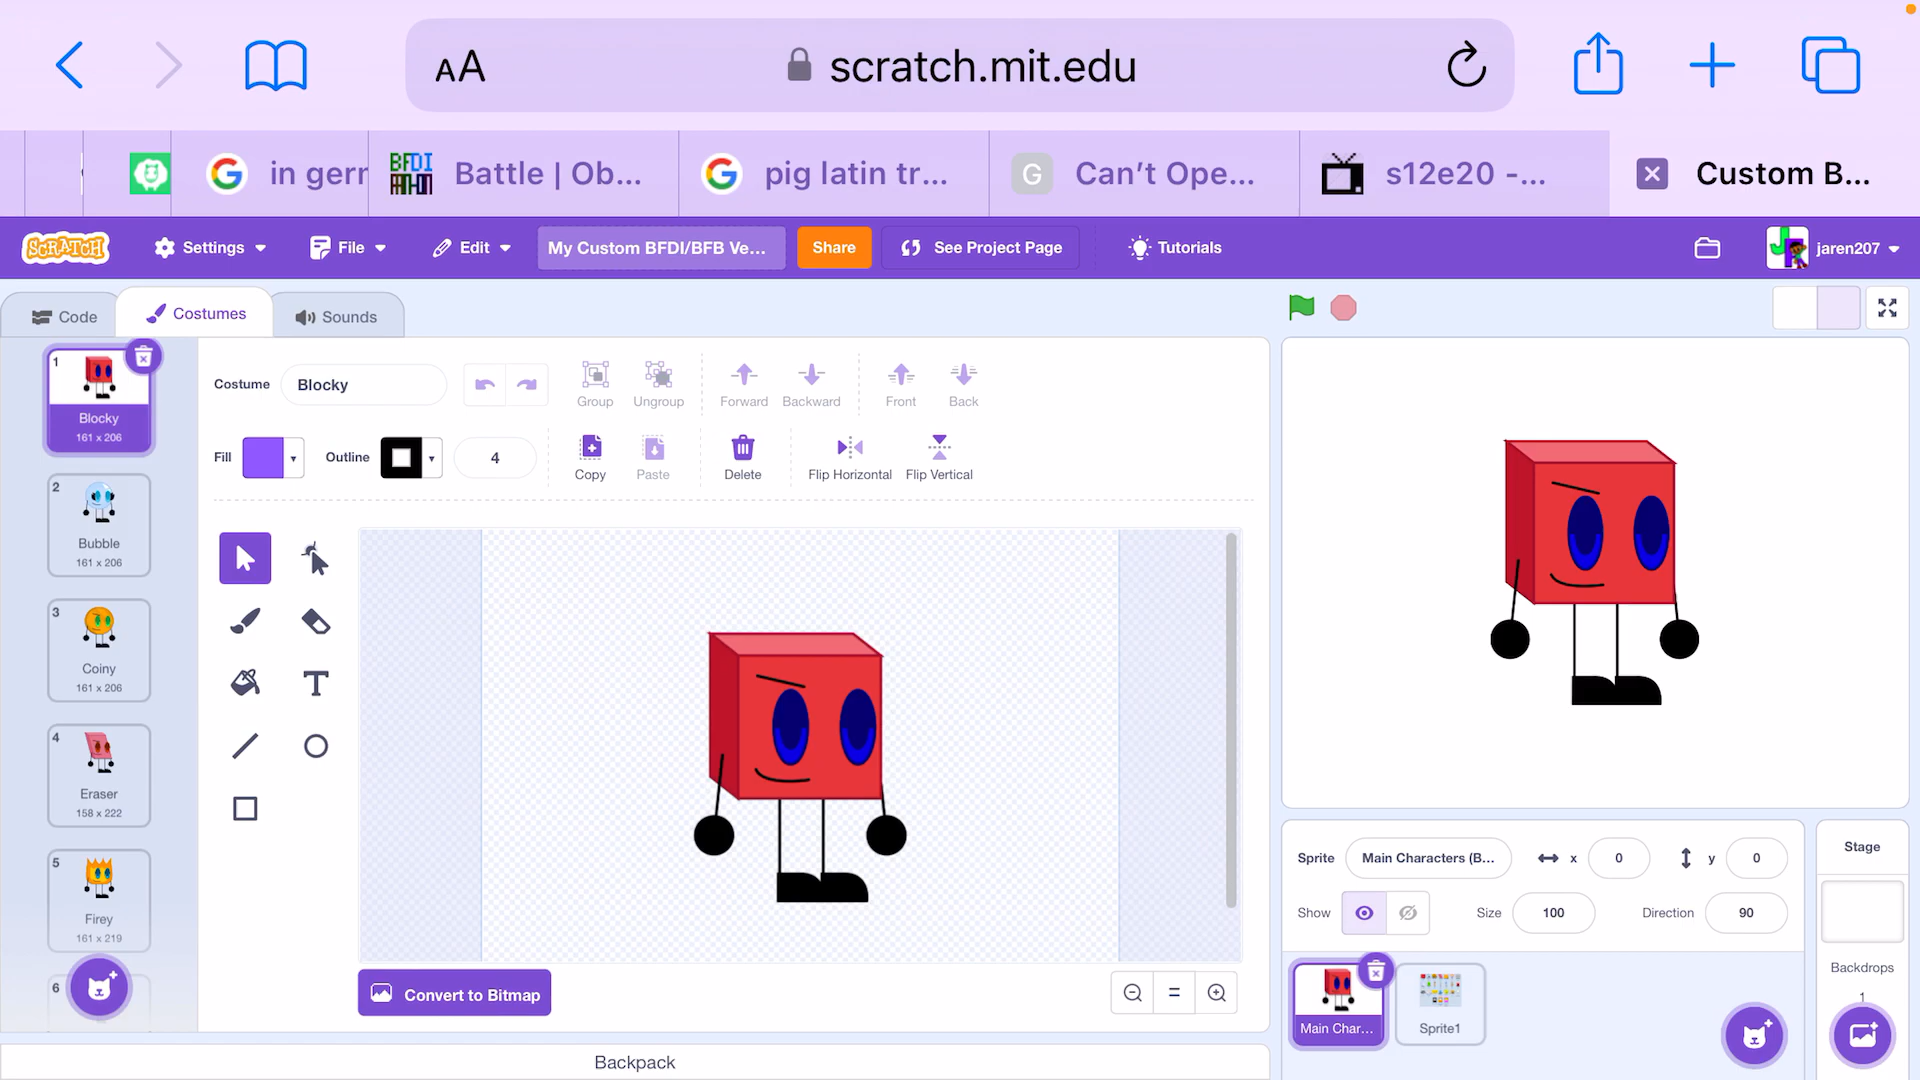 AA scratch.mit.edu
in gerr
BFDI Battle | Ob...
pig latin tr...
G Can’t Ope...
s12e20 -...
Custom B...
SCRATCH Settings File Edit My Custom BFDI/BFB Ve... Share See Project Page Tutorials jaren207
Code Costumes Sounds
1
Blocky
161 x 206
2
Bubble
161 x 206
3
Coiny
161 x 206
4
Eraser
158 x 222
5
Firey
161 x 219
6
Costume Blocky Group Ungroup Forward Backward Front Back
Fill Outline 4 Copy Paste Delete Flip Horizontal Flip Vertical
T
Convert to Bitmap
=
Backpack
Sprite Main Characters (B... x 0 y 0
Show Size 100 Direction 90
Main Char...
Sprite1
Stage
Backdrops
1